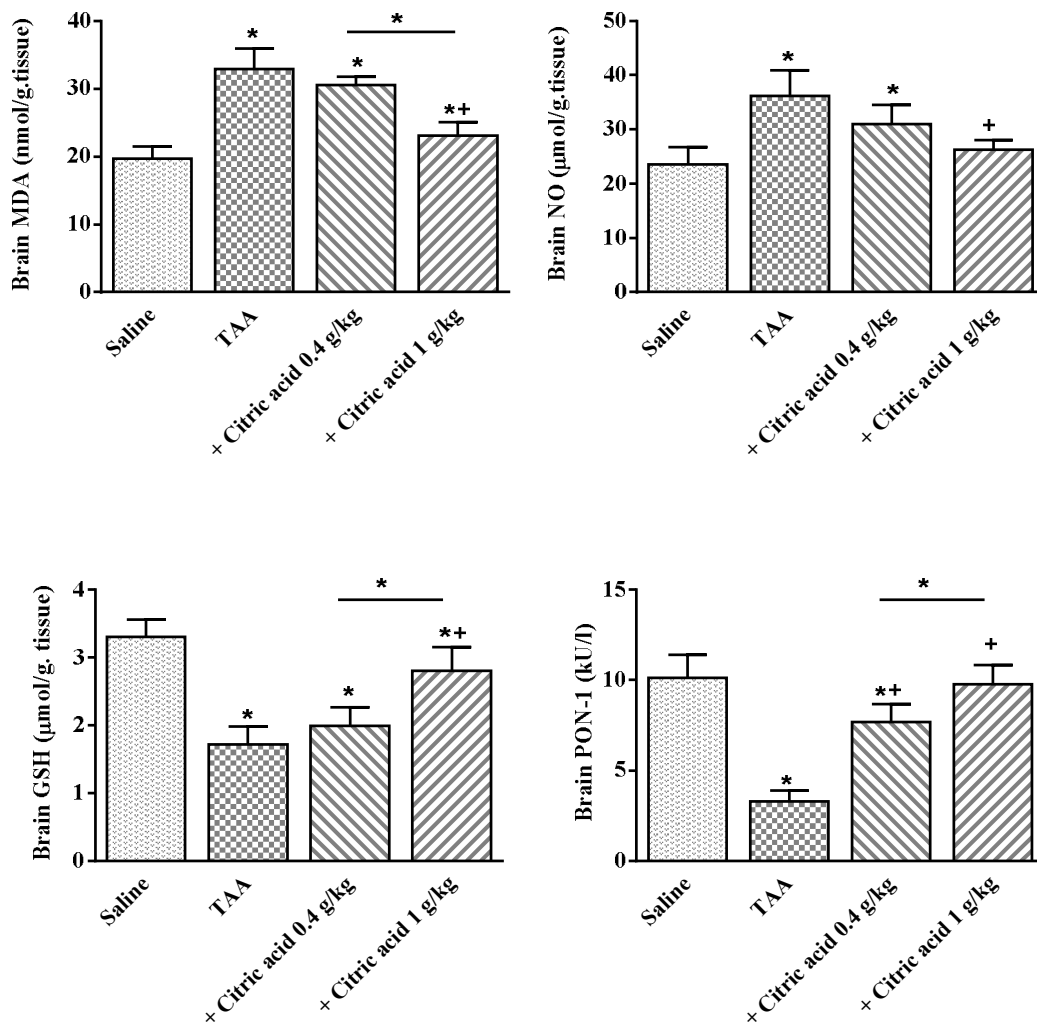 Brain MDA (nmol/g.tissue)
40
30
20
10
0
*
*
*
*+
Saline
TAA
+ Citric acid 0.4 g/kg
+ Citric acid 1 g/kg
Brain NO (μmol/g.tissue)
50
40
30
20
10
0
*
*
+
Saline
TAA
+ Citric acid 0.4 g/kg
+ Citric acid 1 g/kg
Brain GSH (μmol/g. tissue)
4
3
2
1
0
*
*
*
*+
Saline
TAA
+ Citric acid 0.4 g/kg
+ Citric acid 1 g/kg
Brain PON-1 (kU/l)
15
10
5
0
*
*
*+
+
Saline
TAA
+ Citric acid 0.4 g/kg
+ Citric acid 1 g/kg